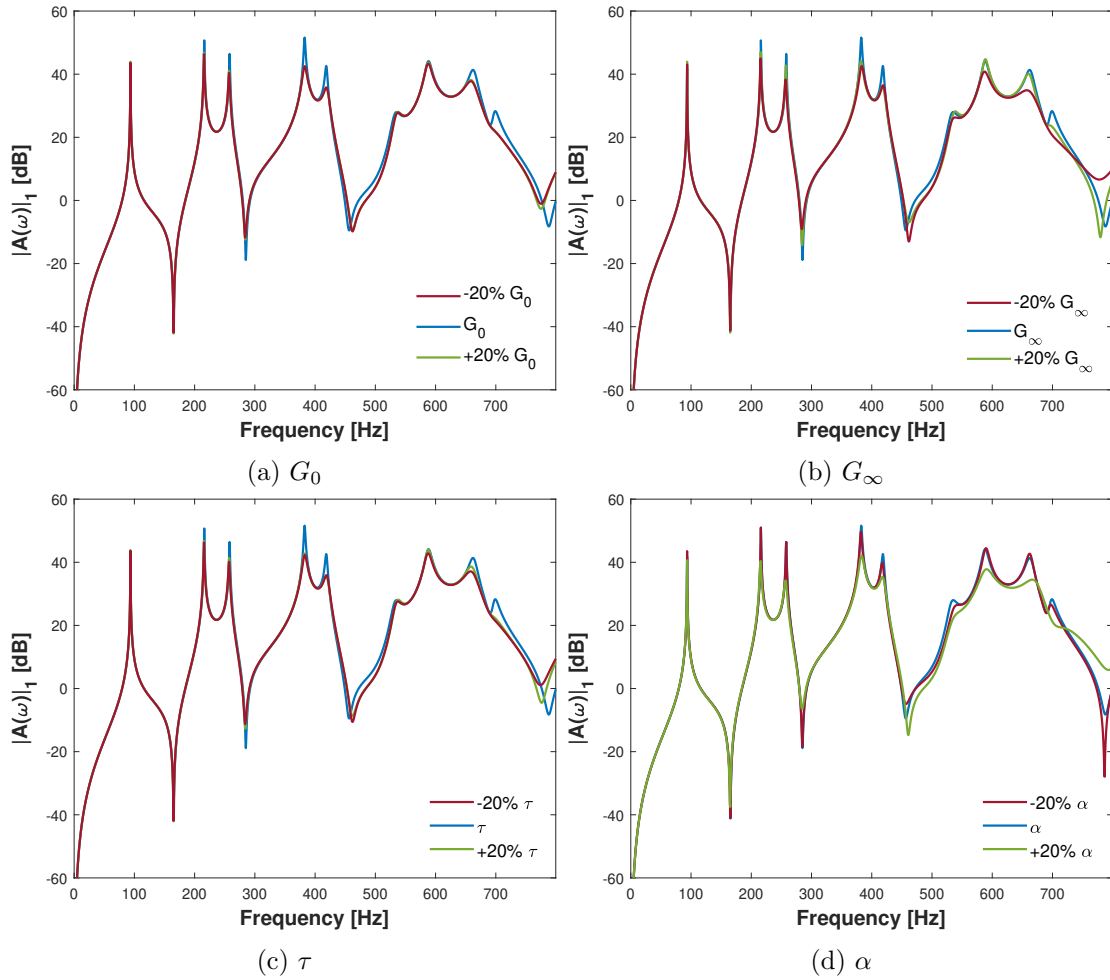 60
40
20
0
-20
-40
-60
|A(ω)|₁ [dB]
-20% G₀
G₀
+20% G₀
0 100 200 300 400 500 600 700
Frequency [Hz]
(a) G₀
60
40
20
0
-20
-40
-60
|A(ω)|₁ [dB]
-20% G∞
G∞
+20% G∞
0 100 200 300 400 500 600 700
Frequency [Hz]
(b) G∞
60
40
20
0
-20
-40
-60
|A(ω)|₁ [dB]
-20% τ
τ
+20% τ
0 100 200 300 400 500 600 700
Frequency [Hz]
(c) τ
60
40
20
0
-20
-40
-60
|A(ω)|₁ [dB]
-20% α
α
+20% α
0 100 200 300 400 500 600 700
Frequency [Hz]
(d) α